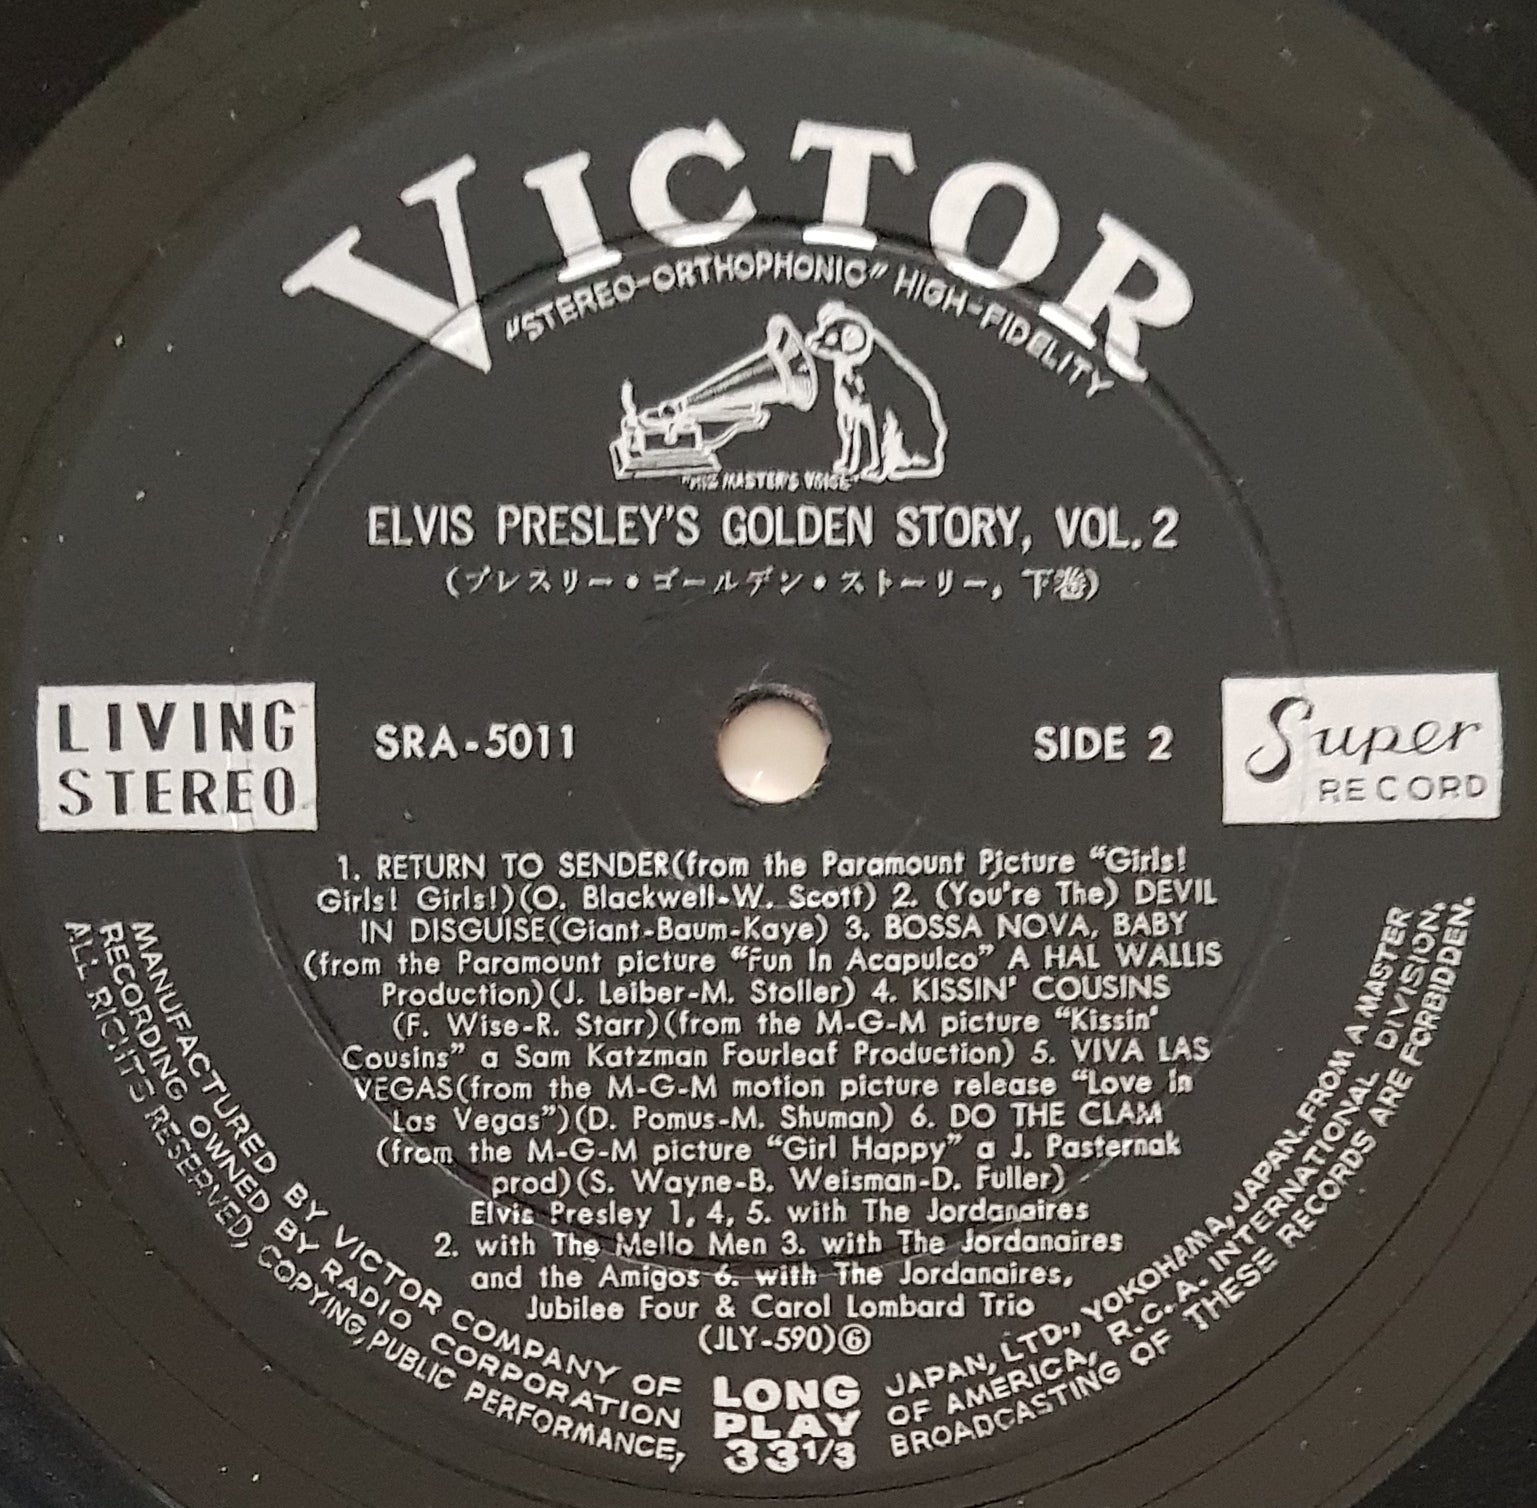 VICTOR
"STEREO-ORTHOPHONIC" HIGH-FIDELITY
"HIS MASTER'S VOICE"
ELVIS PRESLEY'S GOLDEN STORY, VOL. 2
(プレスリー・ゴールデン・ストーリー, 下巻)
LIVING
STEREO
SRA-5011
SIDE 2
Super
RECORD
1. RETURN TO SENDER(from the Paramount Picture "Girls!
Girls! Girls!)(O. Blackwell-W. Scott) 2. (You're The) DEVIL
IN DISGUISE(Giant-Baum-Kaye) 3. BOSSA NOVA, BABY
(from the Paramount picture "Fun In Acapulco" A HAL WALLIS
Production)(J. Leiber-M. Stoller) 4. KISSIN' COUSINS
(F. Wise-R. Starr)(from the M-G-M picture "Kissin'
Cousins" a Sam Katzman Fourleaf Production) 5. VIVA LAS
VEGAS(from the M-G-M motion picture release "Love in
Las Vegas")(D. Pomus-M. Shuman) 6. DO THE CLAM
(from the M-G-M picture "Girl Happy" a J. Pasternak
prod)(S. Wayne-B. Weisman-D. Fuller)
Elvis Presley 1, 4, 5. with The Jordanaires
2. with The Mello Men 3. with The Jordanaires
and the Amigos 6. with The Jordanaires,
Jubilee Four & Carol Lombard Trio
(JLY-590)⑥
LONG
PLAY
33 1/3
MANUFACTURED BY VICTOR COMPANY OF JAPAN, LTD., YOKOHAMA, JAPAN. FROM A MASTER
RECORDING OWNED BY RADIO CORPORATION OF AMERICA, R.C.A. INTERNATIONAL DIVISION.
ALL RIGHTS RESERVED, COPYING, PUBLIC PERFORMANCE, BROADCASTING OF THESE RECORDS ARE FORBIDDEN.